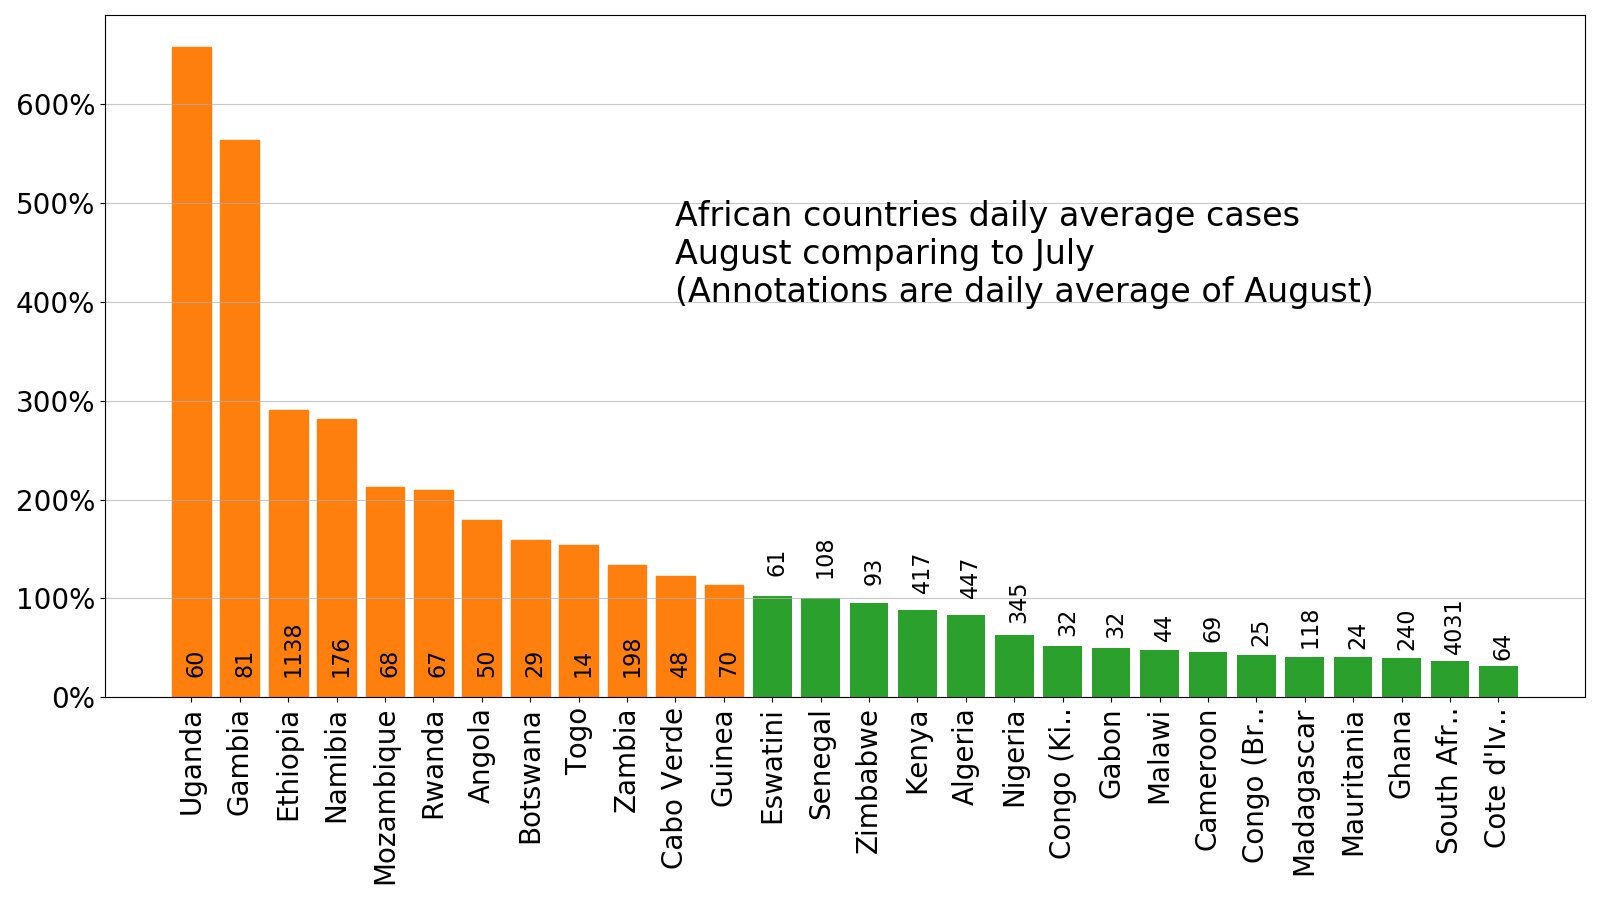 600%
500%
400%
300%
200%
100%
0%
African countries daily average cases
August comparing to July
(Annotations are daily average of August)
60
81
1138
176
68
67
50
29
14
198
48
70
61
108
93
417
447
345
32
32
44
69
25
118
24
240
4031
64
Uganda
Gambia
Ethiopia
Namibia
Mozambique
Rwanda
Angola
Botswana
Togo
Zambia
Cabo Verde
Guinea
Eswatini
Senegal
Zimbabwe
Kenya
Algeria
Nigeria
Congo (Ki..
Gabon
Malawi
Cameroon
Congo (Br..
Madagascar
Mauritania
Ghana
South Afr..
Cote d'Iv..